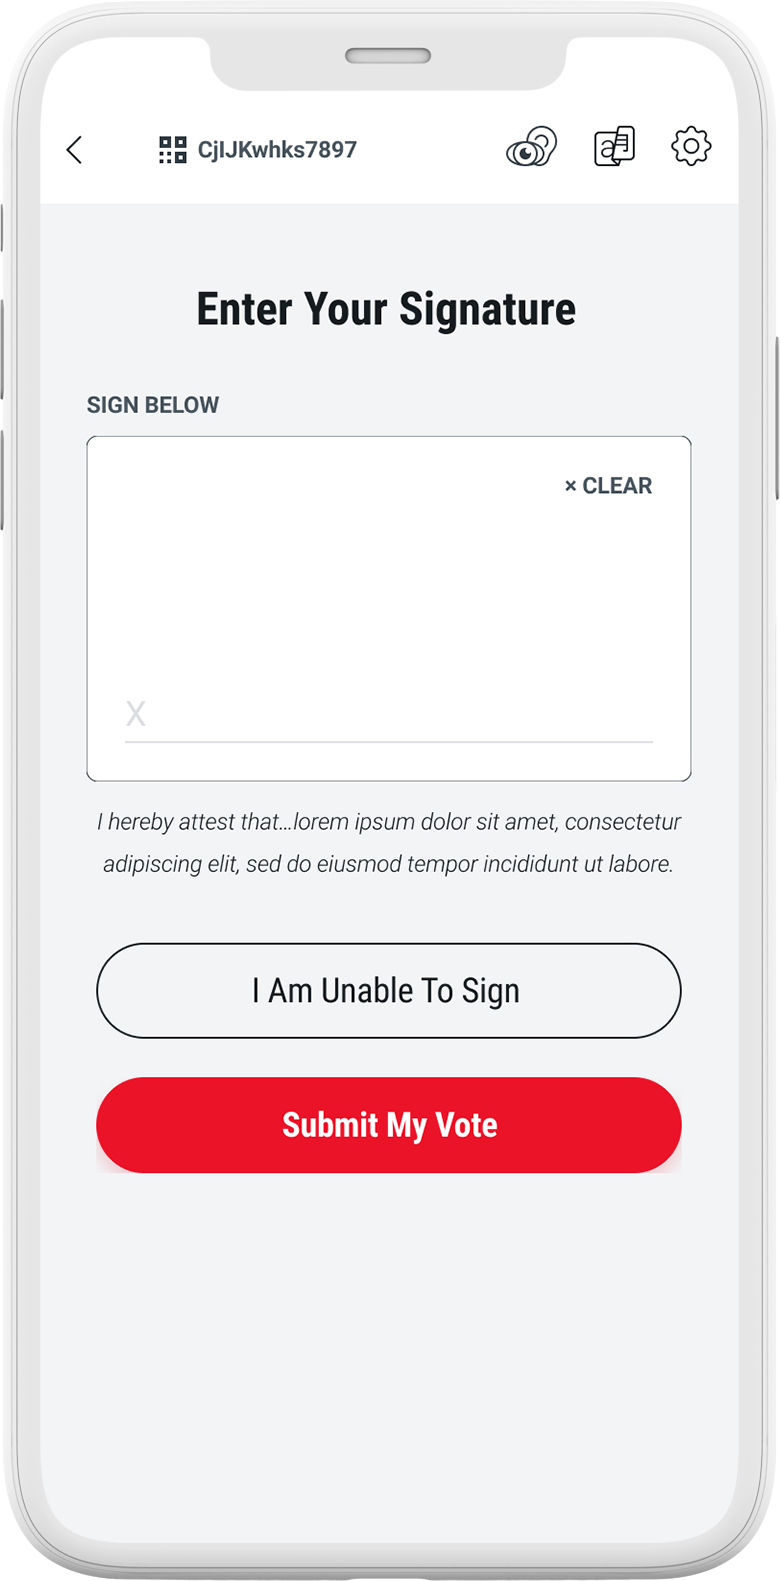 CjIJKwhks7897
Enter Your Signature
SIGN BELOW
× CLEAR
X
I hereby attest that...lorem ipsum dolor sit amet, consectetur
adipiscing elit, sed do eiusmod tempor incididunt ut labore.
I Am Unable To Sign
Submit My Vote